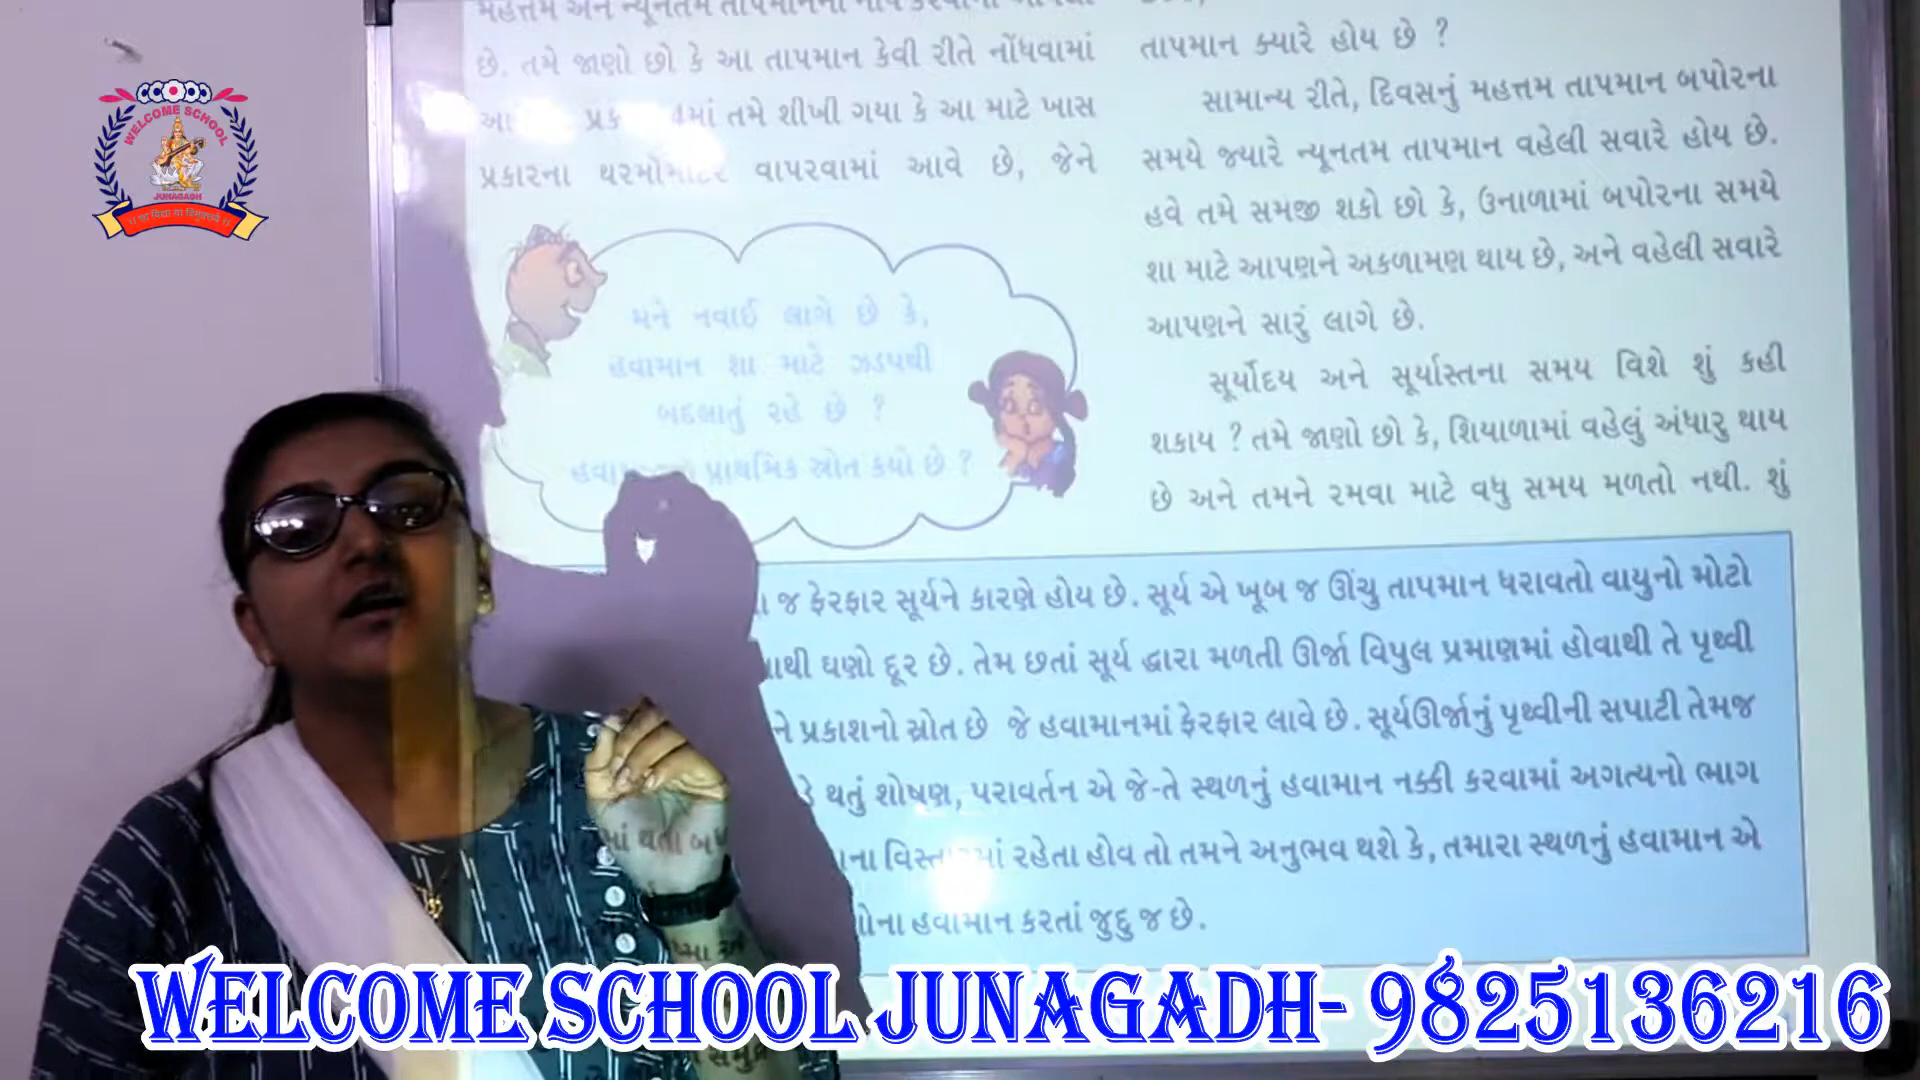 WELCOME SCHOOL
JUNAGADH
છે. તમે જાણો છો કે આ તાપમાન કેવી રીતે નોંધવામાં
4માં તમે શીખી ગયા કે આ માટે ખાસ
પ્રકારના થરમૉમીટર વાપરવામાં આવે છે, જેને
મને નવાઈ લાગે છે કે,
હવામાન શા માટે ઝડપથી
બદલાતું રહે છે ?
પ્રાથમિક સ્રોત કયો છે ?
તાપમાન ક્યારે હોય છે ?
સામાન્ય રીતે, દિવસનું મહત્તમ તાપમાન બપોરના
સમયે જ્યારે ન્યૂનતમ તાપમાન વહેલી સવારે હોય છે.
હવે તમે સમજી શકો છો કે, ઉનાળામાં બપોરના સમયે
શા માટે આપણને અકળામણ થાય છે, અને વહેલી સવારે
આપણને સારું લાગે છે.
સૂર્યોદય અને સૂર્યાસ્તના સમય વિશે શું કહી
શકાય ? તમે જાણો છો કે, શિયાળામાં વહેલું અંધારુ થાય
છે અને તમને રમવા માટે વધુ સમય મળતો નથી. શું
જ ફેરફાર સૂર્યને કારણે હોય છે. સૂર્ય એ ખૂબ જ ઊંચુ તાપમાન ધરાવતો વાયુનો મોટો
ઘણો દૂર છે. તેમ છતાં સૂર્ય દ્વારા મળતી ઊર્જા વિપુલ પ્રમાણમાં હોવાથી તે પૃથ્વી
પ્રકાશનો સ્રોત છે જે હવામાનમાં ફેરફાર લાવે છે. સૂર્યઊર્જાનું પૃથ્વીની સપાટી તેમજ
થતું શોષણ, પરાવર્તન એ જે-તે સ્થળનું હવામાન નક્કી કરવામાં અગત્યનો ભાગ
રહેતા હોવ તો તમને અનુભવ થશે કે, તમારા સ્થળનું હવામાન એ
હવામાન કરતાં જુદુ જ છે.
WELCOME SCHOOL JUNAGADH- 9825136216